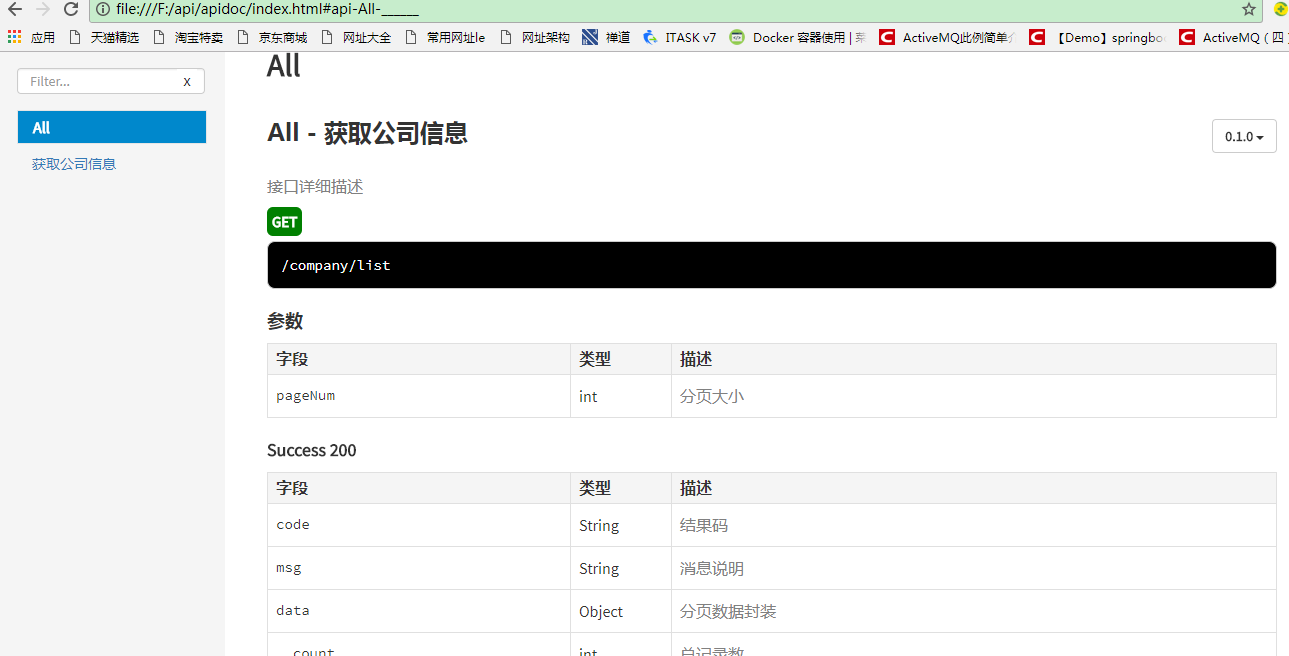 file:///F:/api/apidoc/index.html#api-All-______
应用 天猫精选 淘宝特卖 京东商城 网址大全 常用网址le 网址架构 禅道 ITASK v7 Docker 容器使用 | 菜 ActiveMQ此例简单 【Demo】springbo ActiveMQ ( 四 )
Filter... x
All
获取公司信息
All
All - 获取公司信息
0.1.0
接口详细描述
GET
/company/list
参数
字段 类型 描述
pageNum int 分页大小
Success 200
字段 类型 描述
code String 结果码
msg String 消息说明
data Object 分页数据封装
count int 总记录数